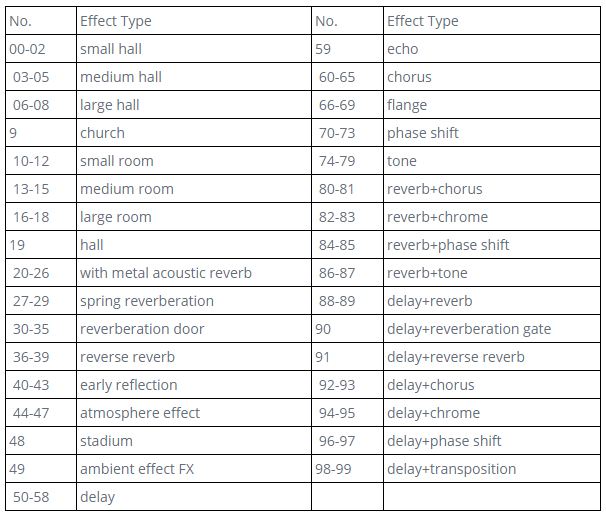 No. Effect Type No. Effect Type
00-02 small hall 59 echo
03-05 medium hall 60-65 chorus
06-08 large hall 66-69 flange
9 church 70-73 phase shift
10-12 small room 74-79 tone
13-15 medium room 80-81 reverb+chorus
16-18 large room 82-83 reverb+chrome
19 hall 84-85 reverb+phase shift
20-26 with metal acoustic reverb 86-87 reverb+tone
27-29 spring reverberation 88-89 delay+reverb
30-35 reverberation door 90 delay+reverberation gate
36-39 reverse reverb 91 delay+reverse reverb
40-43 early reflection 92-93 delay+chorus
44-47 atmosphere effect 94-95 delay+chrome
48 stadium 96-97 delay+phase shift
49 ambient effect FX 98-99 delay+transposition
50-58 delay